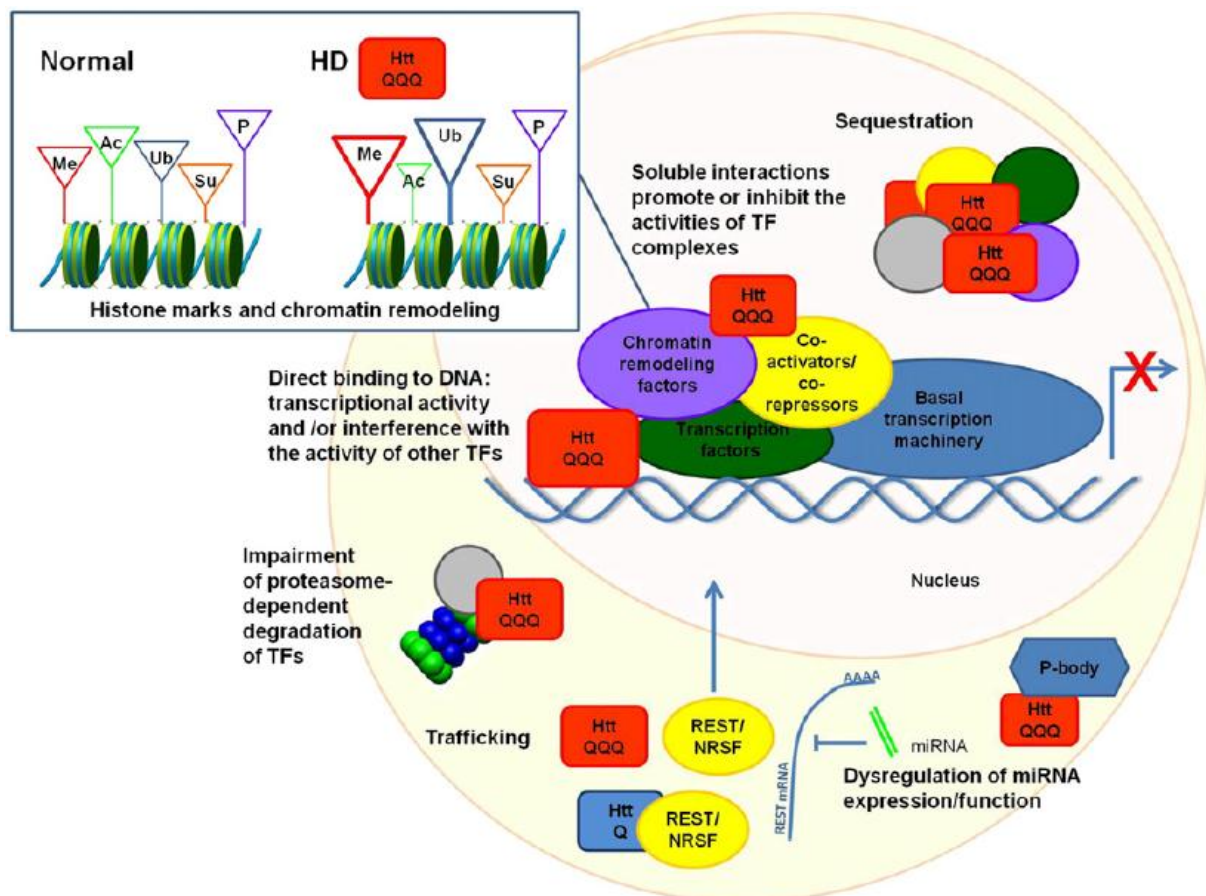 Normal
HD
Htt
QQQ
Me
Ac
Ub
Su
P
Me
Ac
Ub
Su
P
Histone marks and chromatin remodeling
Sequestration
Soluble interactions
promote or inhibit the
activities of TF
complexes
Htt
QQQ
Htt
QQQ
Htt
QQQ
Chromatin
remodeling
factors
Co-
activators/
co-
repressors
Basal
transcription
machinery
X
Direct binding to DNA:
transcriptional activity
and /or interference with
the activity of other TFs
Htt
QQQ
Transcription
factors
Impairment
of proteasome-
dependent
degradation
of TFs
Htt
QQQ
Nucleus
Trafficking
Htt
QQQ
REST/
NRSF
Htt
Q
REST/
NRSF
AAAA
REST mRNA
miRNA
P-body
Htt
QQQ
Dysregulation of miRNA
expression/function